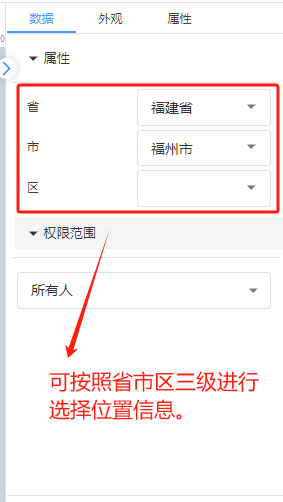 数据 外观 属性
属性
省 福建省
市 福州市
区
权限范围
所有人
可按照省市区三级进行
选择位置信息。